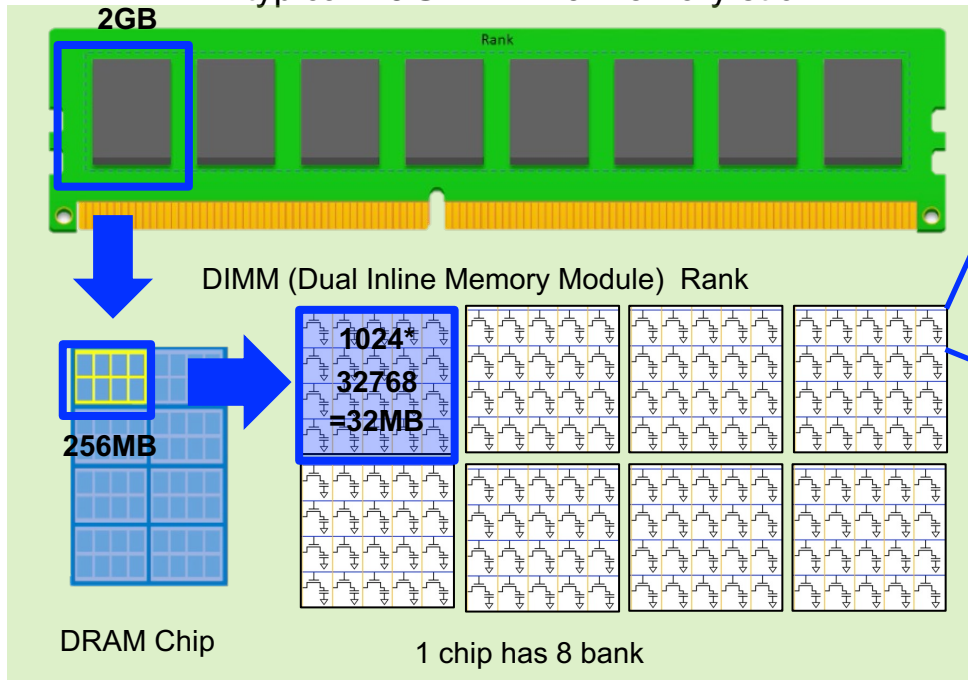 2GB
Rank
DIMM (Dual Inline Memory Module) Rank
1024*
32768
=32MB
256MB
DRAM Chip
1 chip has 8 bank